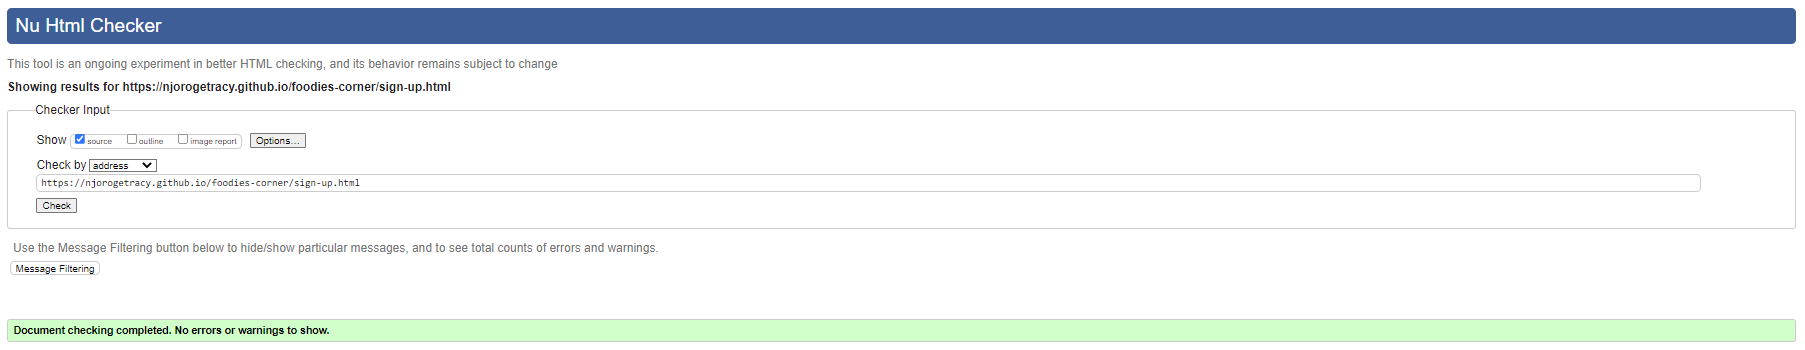 Nu Html Checker
This tool is an ongoing experiment in better HTML checking, and its behavior remains subject to change
Showing results for https://njorogetracy.github.io/foodies-corner/sign-up.html
Checker Input
Show source outline image report Options...
Check by address
https://njorogetracy.github.io/foodies-corner/sign-up.html
Check
Use the Message Filtering button below to hide/show particular messages, and to see total counts of errors and warnings.
Message Filtering
Document checking completed. No errors or warnings to show.